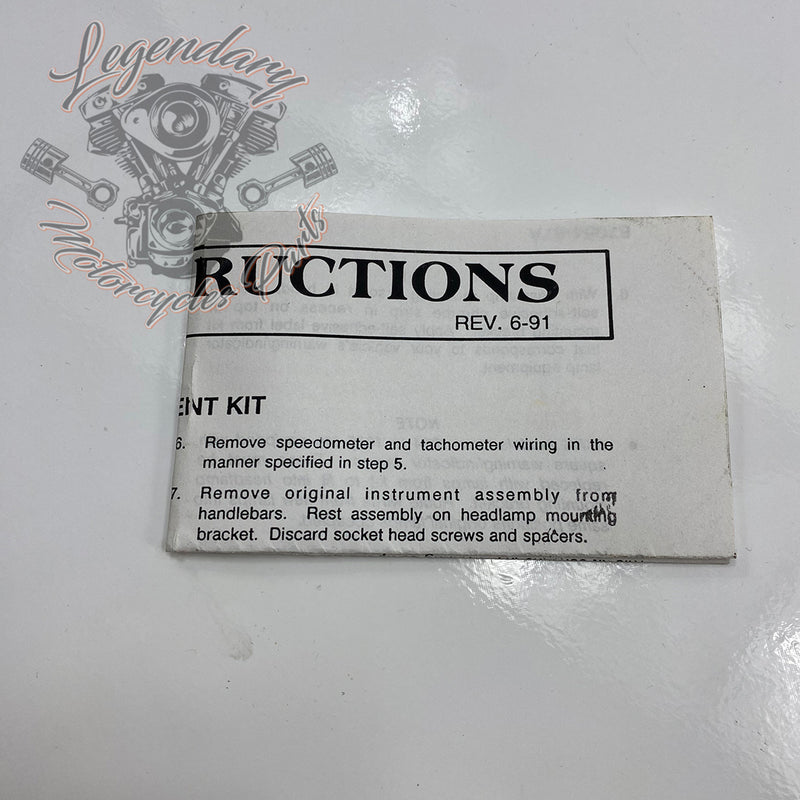 Legendary
Motorcycles Parts
RUCTIONS
REV. 6-91
ENT KIT
6. Remove speedometer and tachometer wiring in the
manner specified in step 5.
7. Remove original instrument assembly from
handlebars. Rest assembly on headlamp mounting
bracket. Discard socket head screws and spacers.